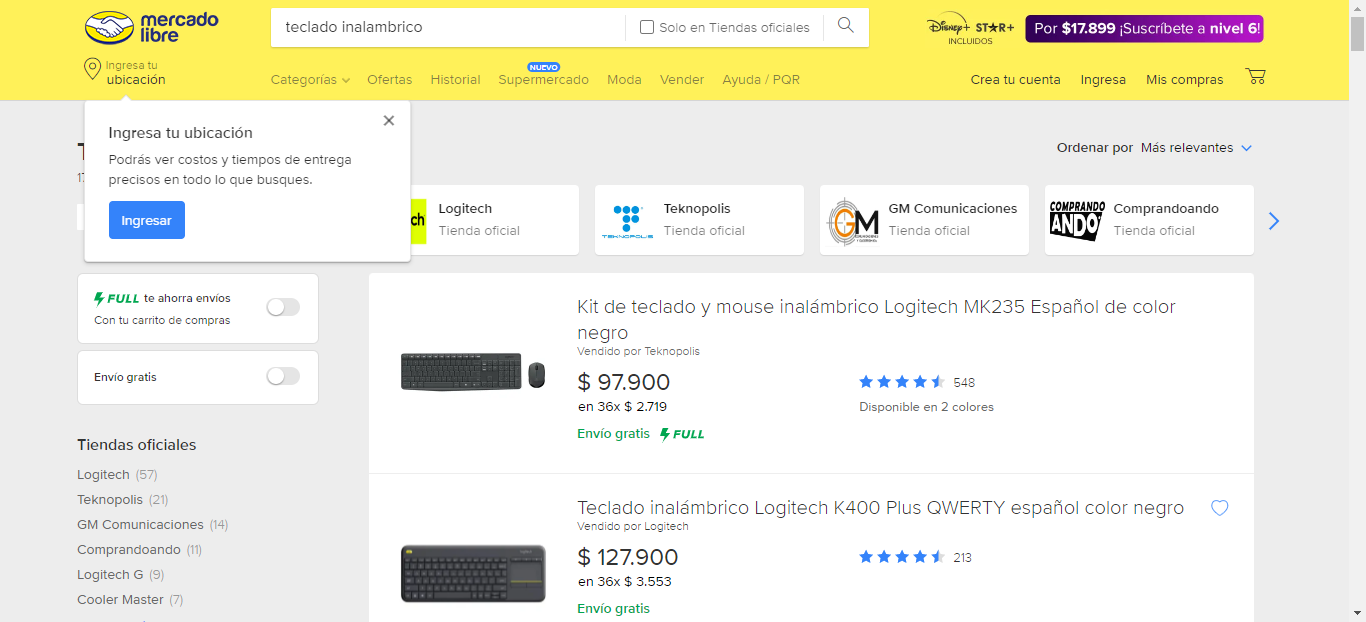 mercado
libre
teclado inalambrico
Solo en Tiendas oficiales
Disney+ STAR+
INCLUIDOS
Por $17.899 ¡Suscríbete a nivel 6!
Ingresa tu
ubicación
Categorías
Ofertas
Historial
NUEVO
Supermercado
Moda
Vender
Ayuda / PQR
Crea tu cuenta
Ingresa
Mis compras
Ingresa tu ubicación
Podrás ver costos y tiempos de entrega
precisos en todo lo que busques.
Ingresar
Ordenar por Más relevantes
Logitech
Tienda oficial
TEKNOPOLIS
Teknopolis
Tienda oficial
GM
GM Comunicaciones
Tienda oficial
COMPRANDO
ANDO
Comprandoando
Tienda oficial
FULL te ahorra envíos
Con tu carrito de compras
Envío gratis
Tiendas oficiales
Logitech (57)
Teknopolis (21)
GM Comunicaciones (14)
Comprandoando (11)
Logitech G (9)
Cooler Master (7)
Kit de teclado y mouse inalámbrico Logitech MK235 Español de color
negro
Vendido por Teknopolis
$ 97.900
548
en 36x $ 2.719
Disponible en 2 colores
Envío gratis FULL
Teclado inalámbrico Logitech K400 Plus QWERTY español color negro
Vendido por Logitech
$ 127.900
213
en 36x $ 3.553
Envío gratis